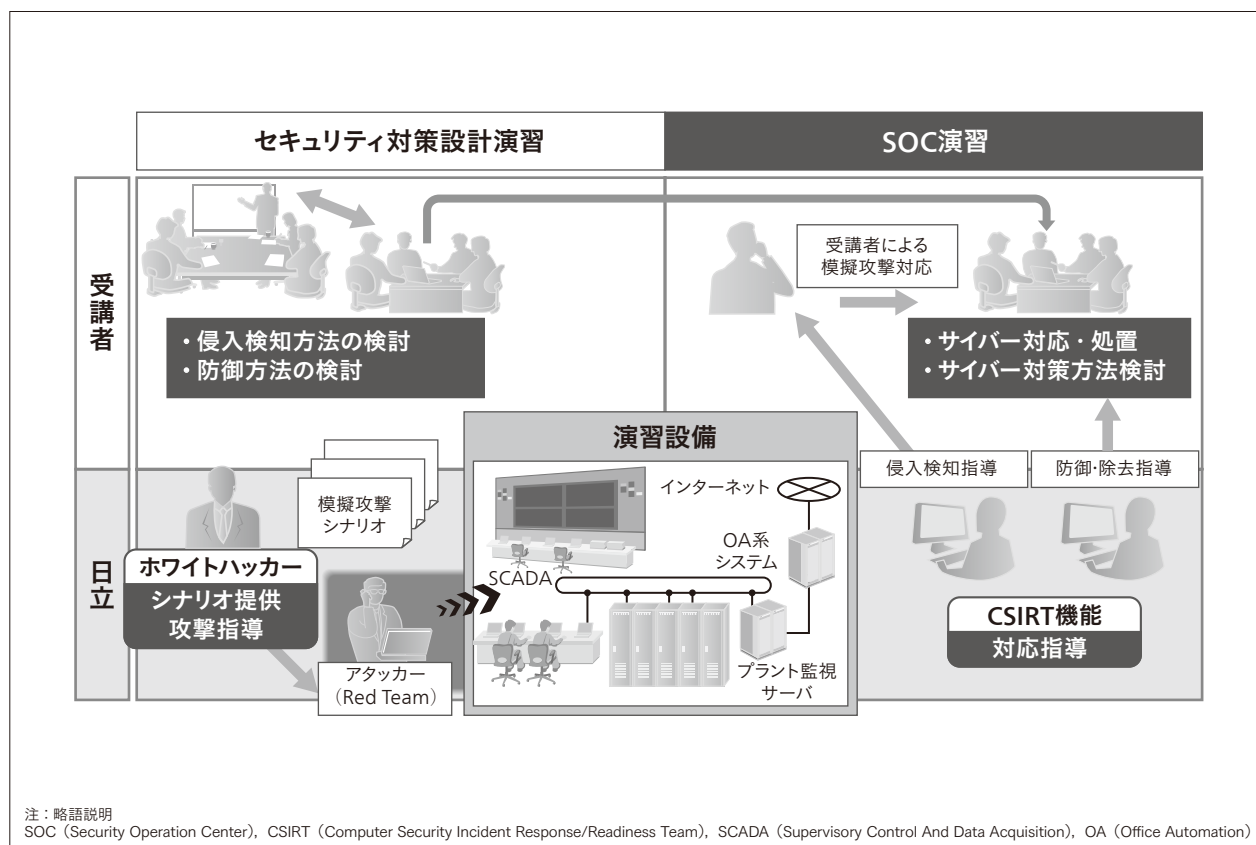 セキュリティ対策設計演習
SOC演習
受講者
・侵入検知方法の検討
・防御方法の検討
受講者による
模擬攻撃対応
・サイバー対応・処置
・サイバー対策方法検討
日立
ホワイトハッカー
シナリオ提供
攻撃指導
模擬攻撃
シナリオ
アタッカー
（Red Team）
演習設備
インターネット
OA系
システム
SCADA
プラント監視
サーバ
侵入検知指導
防御・除去指導
CSIRT機能
対応指導
注：略語説明
SOC（Security Operation Center），CSIRT（Computer Security Incident Response/Readiness Team），SCADA（Supervisory Control And Data Acquisition），OA（Office Automation）